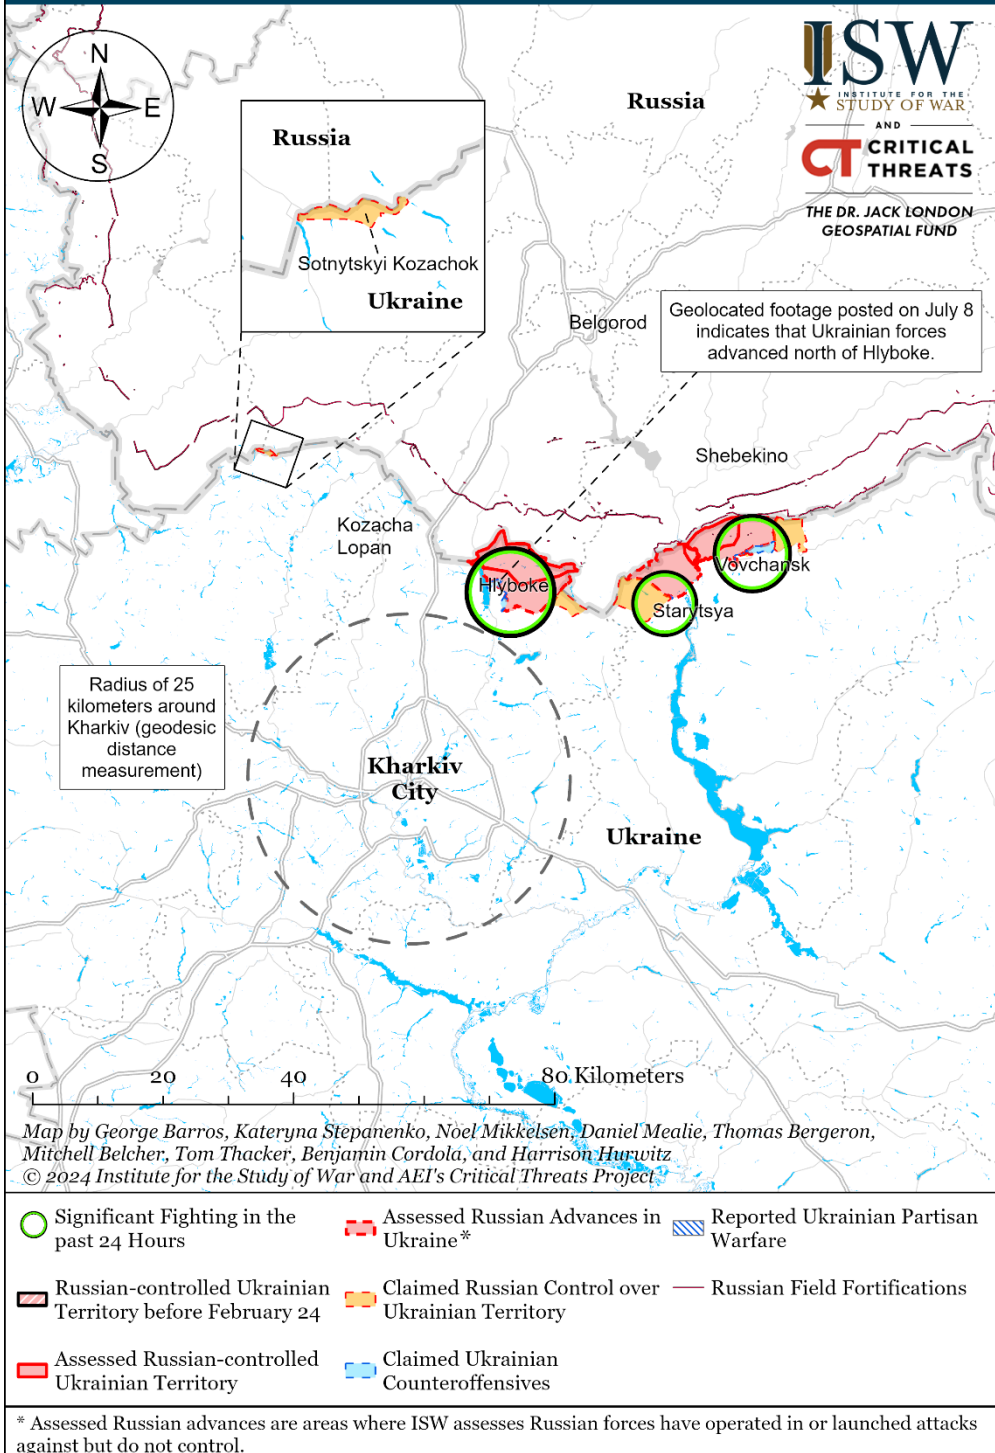 N
W
E
S
Russia
ISW
INSTITUTE FOR THE
STUDY OF WAR
AND
CT CRITICAL
THREATS
THE DR. JACK LONDON
GEOSPATIAL FUND
Russia
Sotnytskyi Kozachok
Ukraine
Belgorod
Geolocated footage posted on July 8
indicates that Ukrainian forces
advanced north of Hlyboke.
Shebekino
Kozacha
Lopan
Hlyboke
Vovchansk
Starytsya
Radius of 25
kilometers around
Kharkiv (geodesic
distance
measurement)
Kharkiv
City
Ukraine
0 20 40 80 Kilometers
Map by George Barros, Kateryna Stepanenko, Noel Mikkelsen, Daniel Mealie, Thomas Bergeron,
Mitchell Belcher, Tom Thacker, Benjamin Cordola, and Harrison Hurwitz
© 2024 Institute for the Study of War and AEI's Critical Threats Project
Significant Fighting in the
past 24 Hours
Russian-controlled Ukrainian
Territory before February 24
Assessed Russian-controlled
Ukrainian Territory
Assessed Russian Advances in
Ukraine*
Claimed Russian Control over
Ukrainian Territory
Claimed Ukrainian
Counteroffensives
Reported Ukrainian Partisan
Warfare
Russian Field Fortifications
* Assessed Russian advances are areas where ISW assesses Russian forces have operated in or launched attacks
against but do not control.